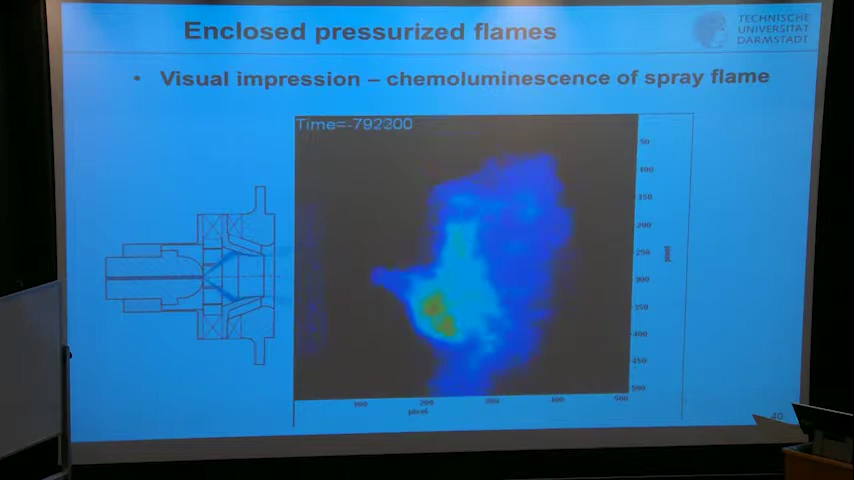 Enclosed pressurized flames
TECHNISCHE
UNIVERSITÄT
DARMSTADT
• Visual impression – chemoluminescence of spray flame
Time=-792300
50
100
150
200
250
300
350
400
450
500
pixel
100
200
300
400
500
pixel
40